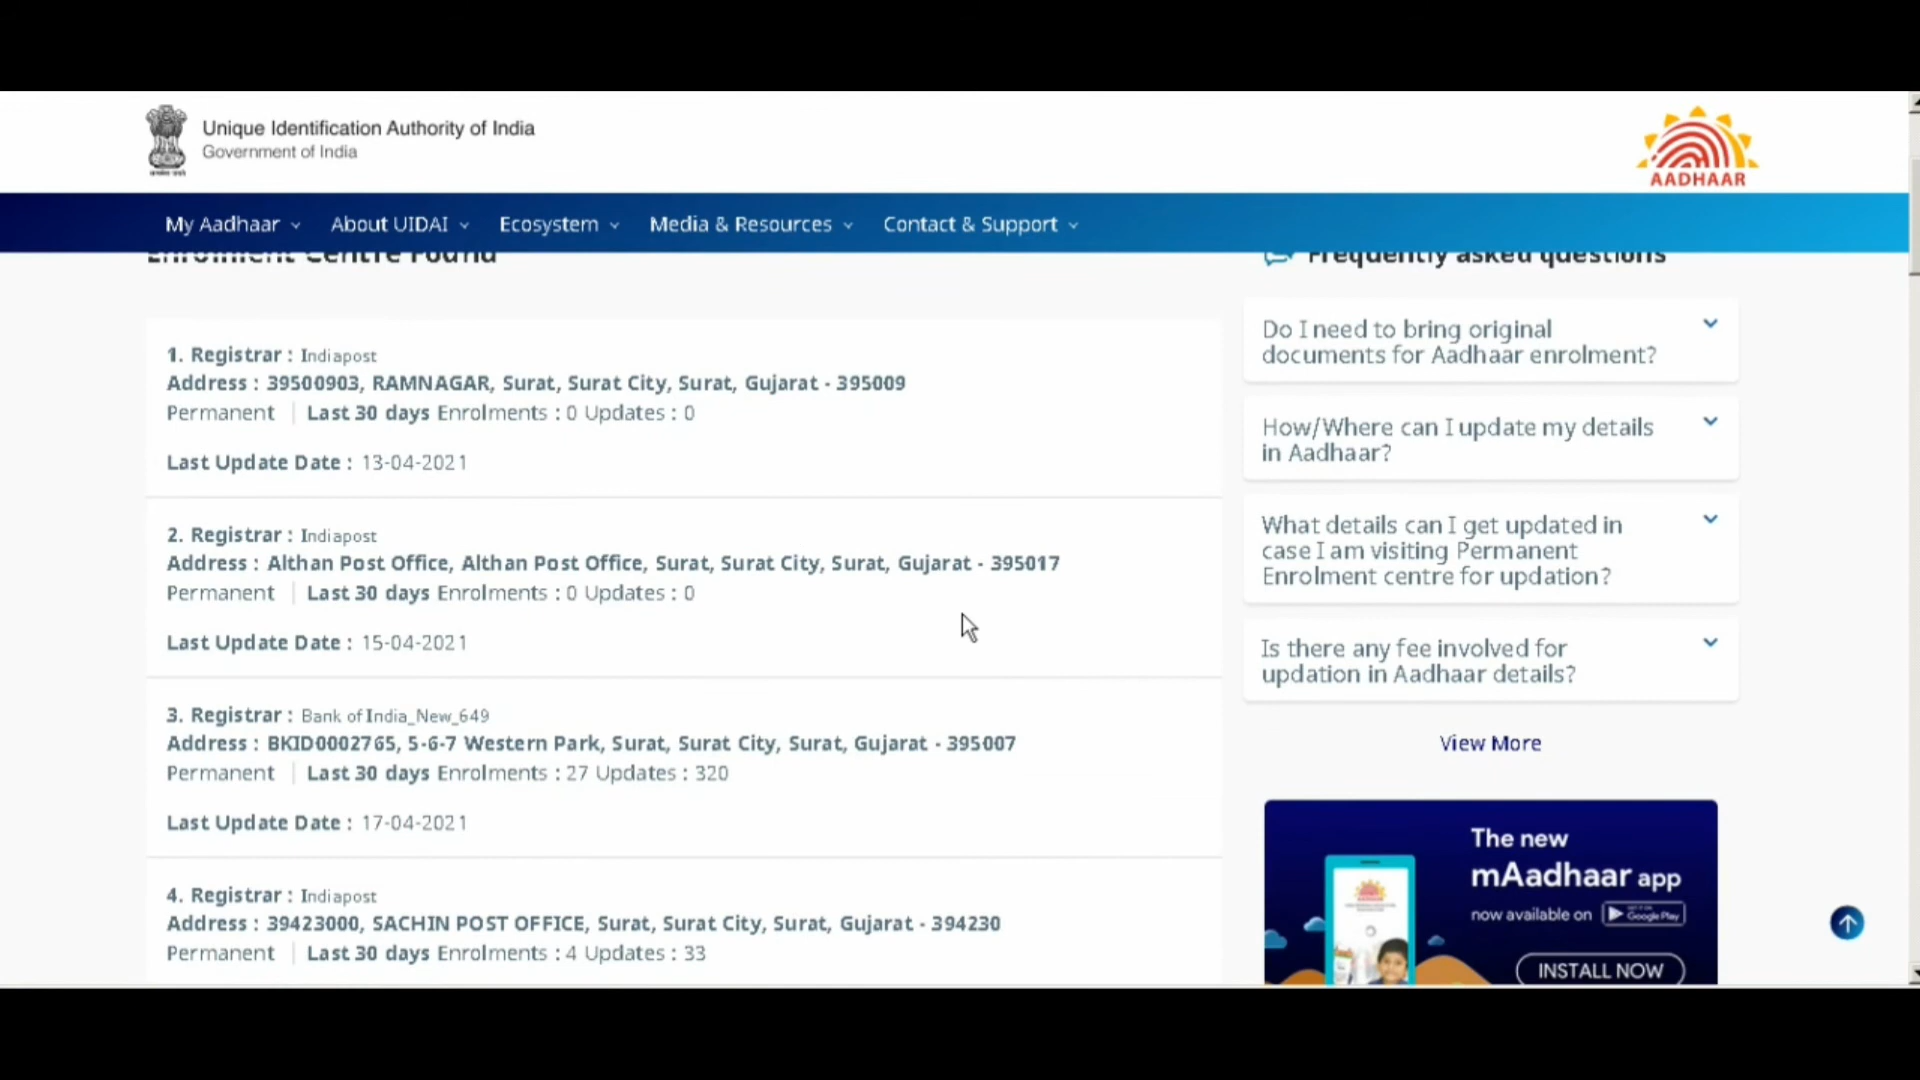 Unique Identification Authority of India
Government of India
AADHAAR
My Aadhaar
About UIDAI
Ecosystem
Media & Resources
Contact & Support
Enrolment Centre Found
1. Registrar : Indiapost
Address : 39500903, RAMNAGAR, Surat, Surat City, Surat, Gujarat - 395009
Permanent Last 30 days Enrolments : 0 Updates : 0
Last Update Date : 13-04-2021
2. Registrar : Indiapost
Address : Althan Post Office, Althan Post Office, Surat, Surat City, Surat, Gujarat - 395017
Permanent Last 30 days Enrolments : 0 Updates : 0
Last Update Date : 15-04-2021
3. Registrar : Bank of India_New_649
Address : BKID0002765, 5-6-7 Western Park, Surat, Surat City, Surat, Gujarat - 395007
Permanent Last 30 days Enrolments : 27 Updates : 320
Last Update Date : 17-04-2021
4. Registrar : Indiapost
Address : 39423000, SACHIN POST OFFICE, Surat, Surat City, Surat, Gujarat - 394230
Permanent Last 30 days Enrolments : 4 Updates : 33
Frequently asked questions
Do I need to bring original
documents for Aadhaar enrolment?
How/Where can I update my details
in Aadhaar?
What details can I get updated in
case I am visiting Permanent
Enrolment centre for updation?
Is there any fee involved for
updation in Aadhaar details?
View More
The new
mAadhaar app
now available on Google Play
INSTALL NOW